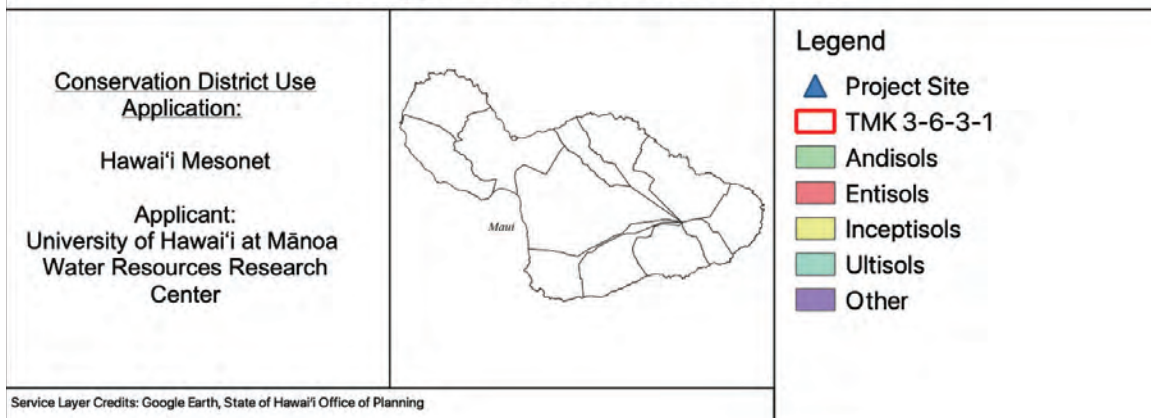 Conservation District Use
Application:
Hawai‘i Mesonet
Applicant:
University of Hawai‘i at Mānoa
Water Resources Research
Center
Maui
Legend
Project Site
TMK 3-6-3-1
Andisols
Entisols
Inceptisols
Ultisols
Other
Service Layer Credits: Google Earth, State of Hawai‘i Office of Planning